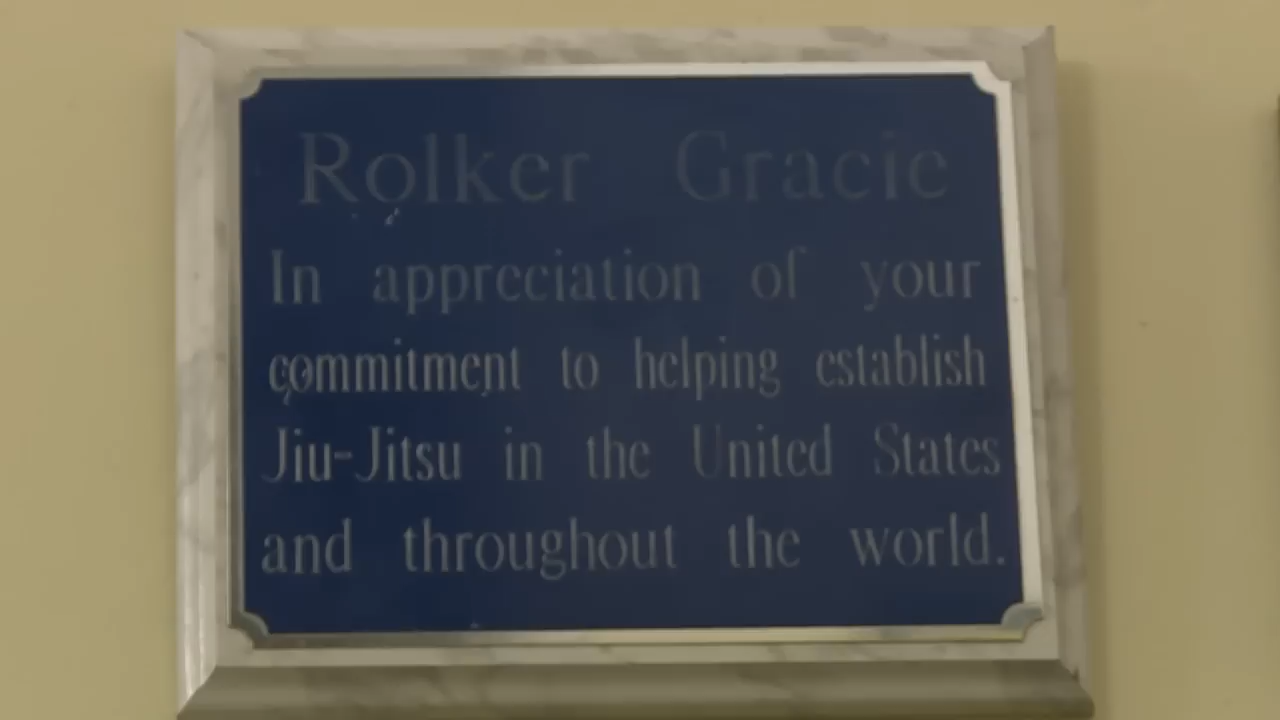 Rolker Gracie
In appreciation of your
commitment to helping establish
Jiu-Jitsu in the United States
and throughout the world.